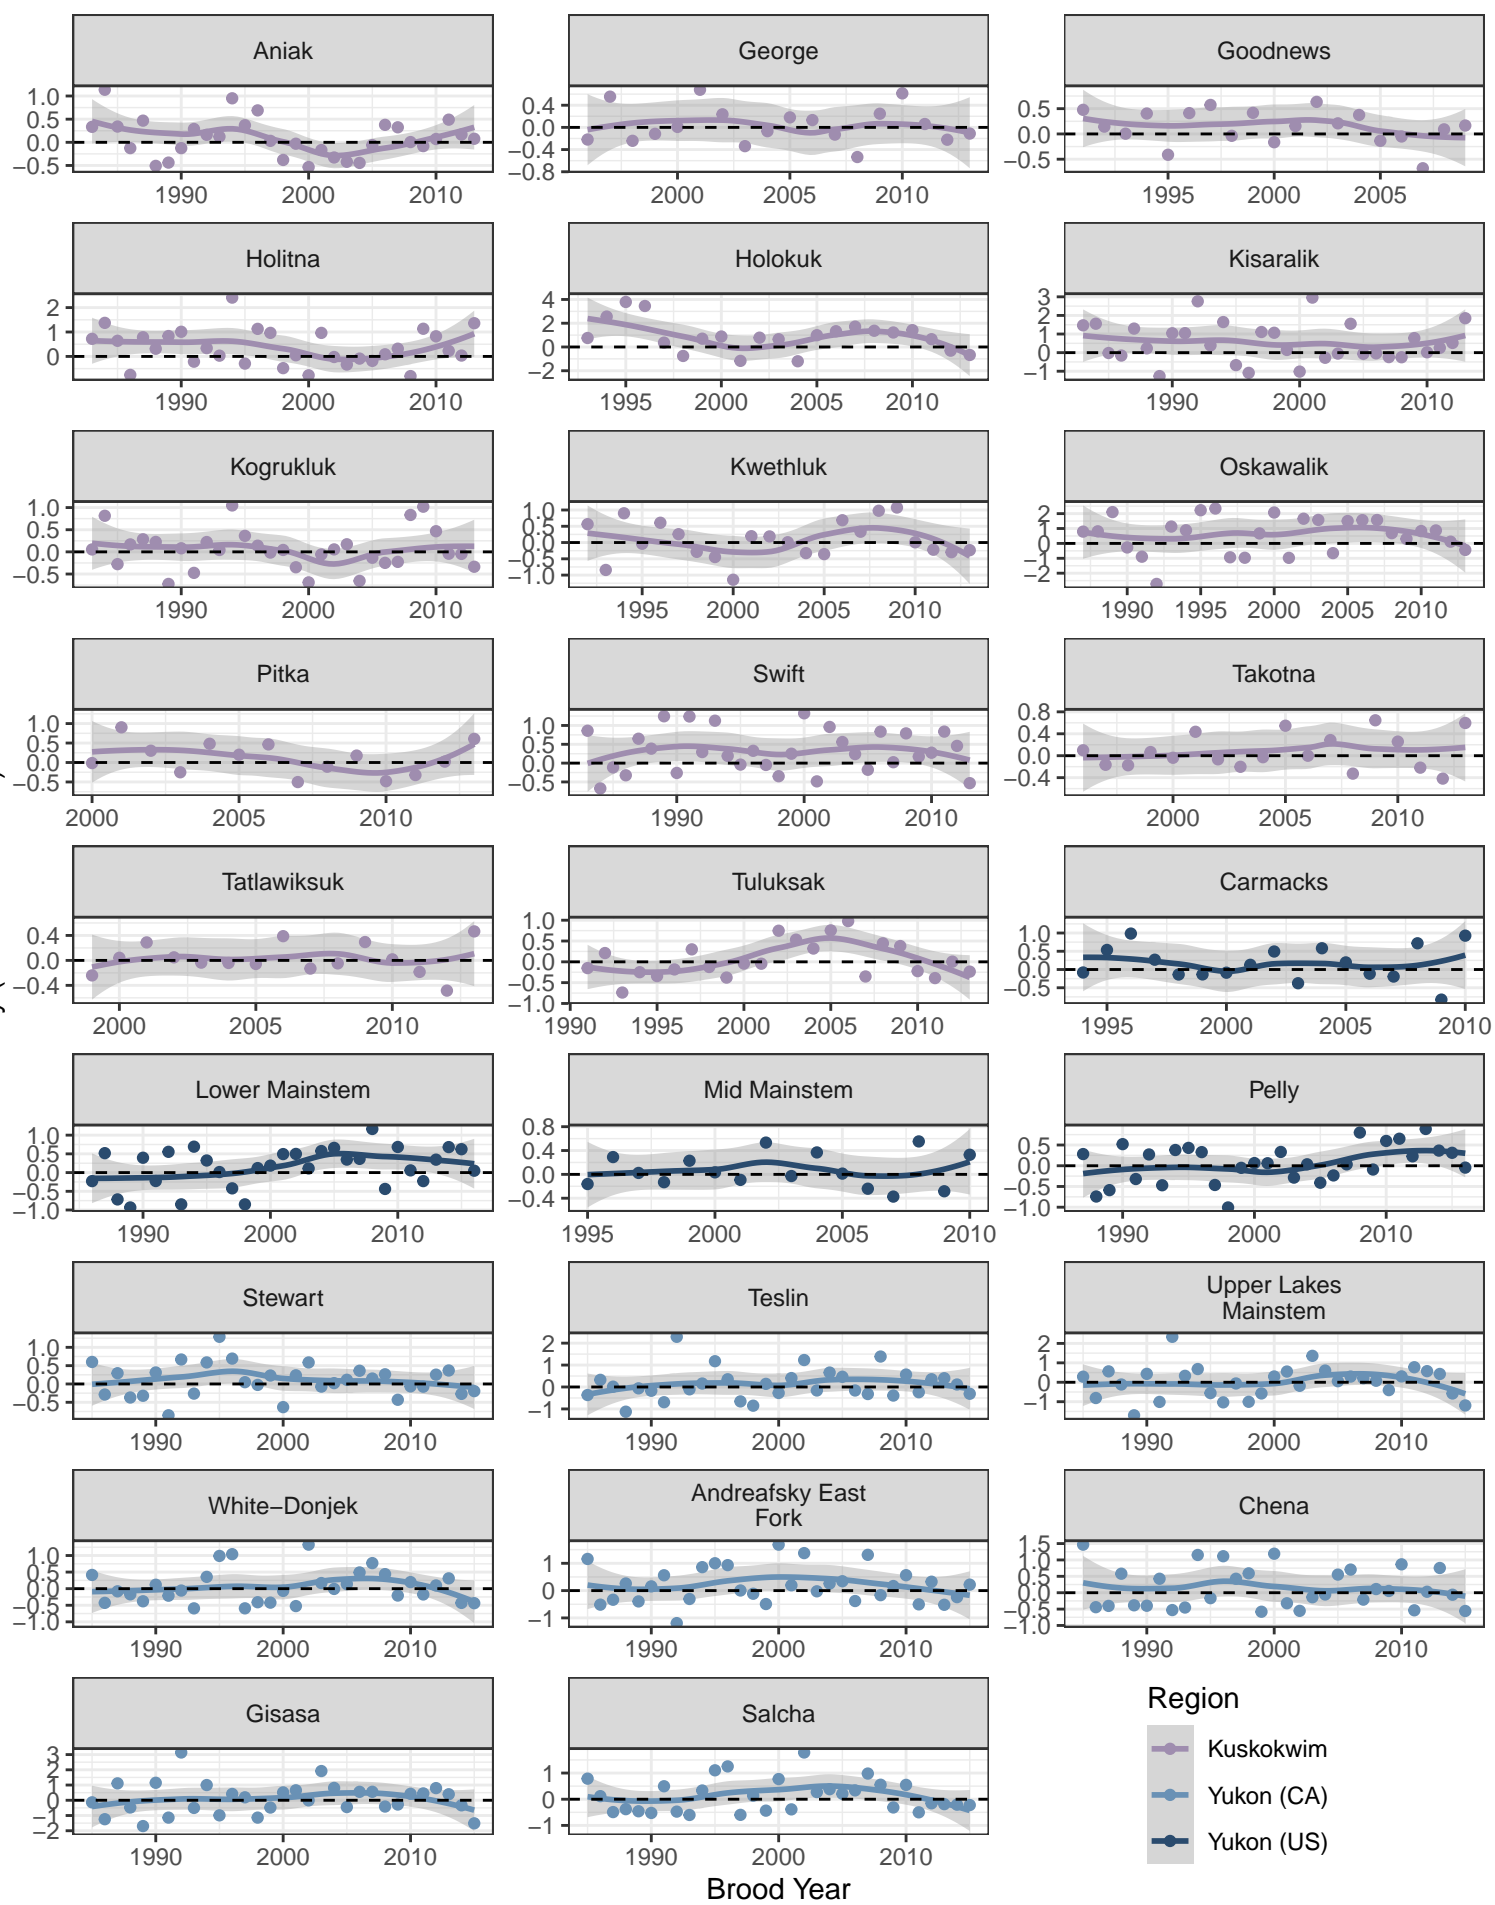 Aniak George Goodnews
1.0 0.5 0.0 −0.5
0.4 0.0 −0.4 −0.8
0.5 0.0 −0.5
1990 2000 2010
2000 2005 2010
1995 2000 2005
Holitna Holokuk Kisaralik
2 1 0
4 2 0 −2
3 2 1 0 −1
1990 2000 2010
1995 2000 2005 2010
1990 2000 2010
Kogrukluk Kwethluk Oskawalik
1.0 0.5 0.0 −0.5
1.0 0.5 0.0 −0.5 −1.0
2 1 0 −1 −2
1990 2000 2010
1995 2000 2005 2010
1990 1995 2000 2005 2010
Pitka Swift Takotna
1.0 0.5 0.0 −0.5
1.0 0.5 0.0 −0.5
0.8 0.4 0.0 −0.4
2000 2005 2010
1990 2000 2010
2000 2005 2010
Tatlawiksuk Tuluksak Carmacks
0.4 0.0 −0.4
1.0 0.5 0.0 −0.5 −1.0
1.0 0.5 0.0 −0.5
2000 2005 2010
1990 1995 2000 2005 2010
1995 2000 2005 2010
Lower Mainstem Mid Mainstem Pelly
1.0 0.5 0.0 −0.5 −1.0
0.8 0.4 0.0 −0.4
0.5 0.0 −0.5 −1.0
1990 2000 2010
1995 2000 2005 2010
1990 2000 2010
Stewart Teslin Upper Lakes
Mainstem
1.0 0.5 0.0 −0.5
2 1 0 −1
2 1 0 −1
1990 2000 2010
1990 2000 2010
1990 2000 2010
White−Donjek Andreafsky East
Fork
Chena
1.0 0.5 0.0 −0.5 −1.0
1 0 −1
1.5 1.0 0.5 0.0 −0.5 −1.0
1990 2000 2010
1990 2000 2010
1990 2000 2010
Gisasa Salcha
3 2 1 0 −1 −2
1 0 −1
1990 2000 2010
1990 2000 2010
Brood Year
Region
Kuskokwim
Yukon (CA)
Yukon (US)